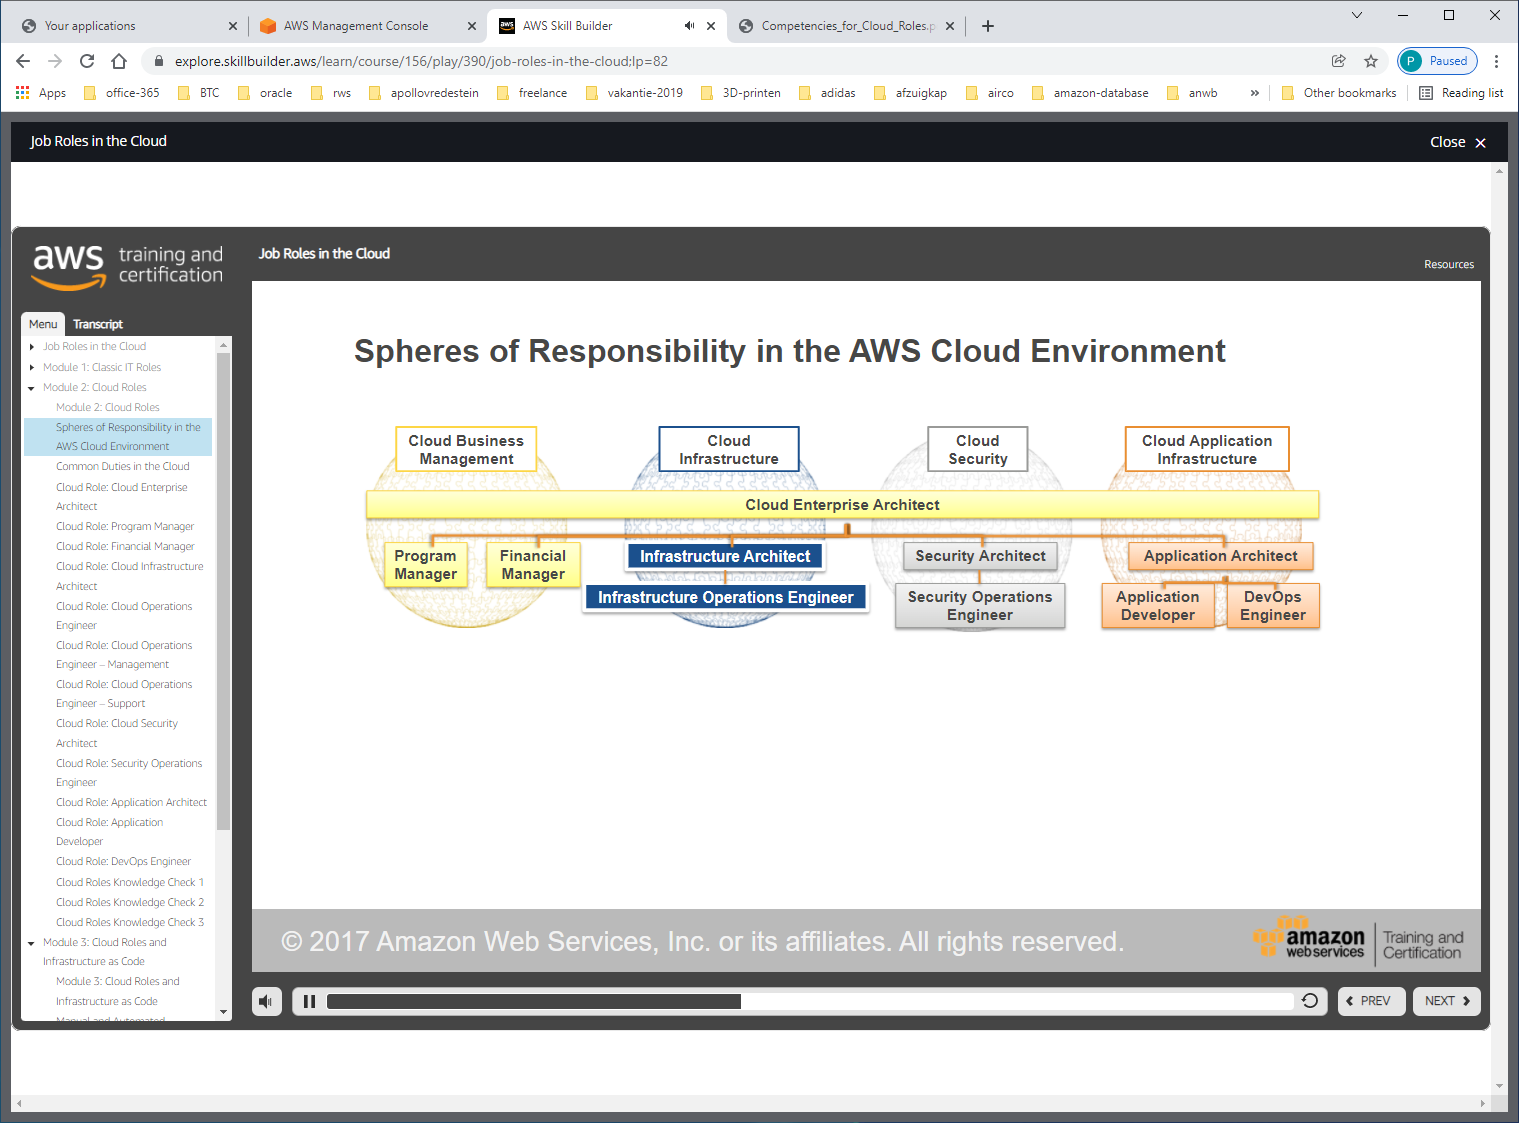 Your applications
AWS Management Console
AWS Skill Builder
Competencies_for_Cloud_Roles.p
explore.skillbuilder.aws/learn/course/156/play/390/job-roles-in-the-cloud;lp=82
P Paused
Apps office-365 BTC oracle rws apollovredestein freelance vakantie-2019 3D-printen adidas afzuigkap airco amazon-database anwb » Other bookmarks Reading list
Job Roles in the Cloud
Close
aws training and
certification
Job Roles in the Cloud
Resources
Menu Transcript
Job Roles in the Cloud
Module 1: Classic IT Roles
Module 2: Cloud Roles
Module 2: Cloud Roles
Spheres of Responsibility in the
AWS Cloud Environment
Common Duties in the Cloud
Cloud Role: Cloud Enterprise
Architect
Cloud Role: Program Manager
Cloud Role: Financial Manager
Cloud Role: Cloud Infrastructure
Architect
Cloud Role: Cloud Operations
Engineer
Cloud Role: Cloud Operations
Engineer – Management
Cloud Role: Cloud Operations
Engineer – Support
Cloud Role: Cloud Security
Architect
Cloud Role: Security Operations
Engineer
Cloud Role: Application Architect
Cloud Role: Application
Developer
Cloud Role: DevOps Engineer
Cloud Roles Knowledge Check 1
Cloud Roles Knowledge Check 2
Cloud Roles Knowledge Check 3
Module 3: Cloud Roles and
Infrastructure as Code
Module 3: Cloud Roles and
Infrastructure as Code
Manual and Automated
Spheres of Responsibility in the AWS Cloud Environment
Cloud Business
Management
Cloud
Infrastructure
Cloud
Security
Cloud Application
Infrastructure
Cloud Enterprise Architect
Program
Manager
Financial
Manager
Infrastructure Architect
Infrastructure Operations Engineer
Security Architect
Security Operations
Engineer
Application Architect
Application
Developer
DevOps
Engineer
© 2017 Amazon Web Services, Inc. or its affiliates. All rights reserved.
amazon
webservices
Training and
Certification
PREV
NEXT